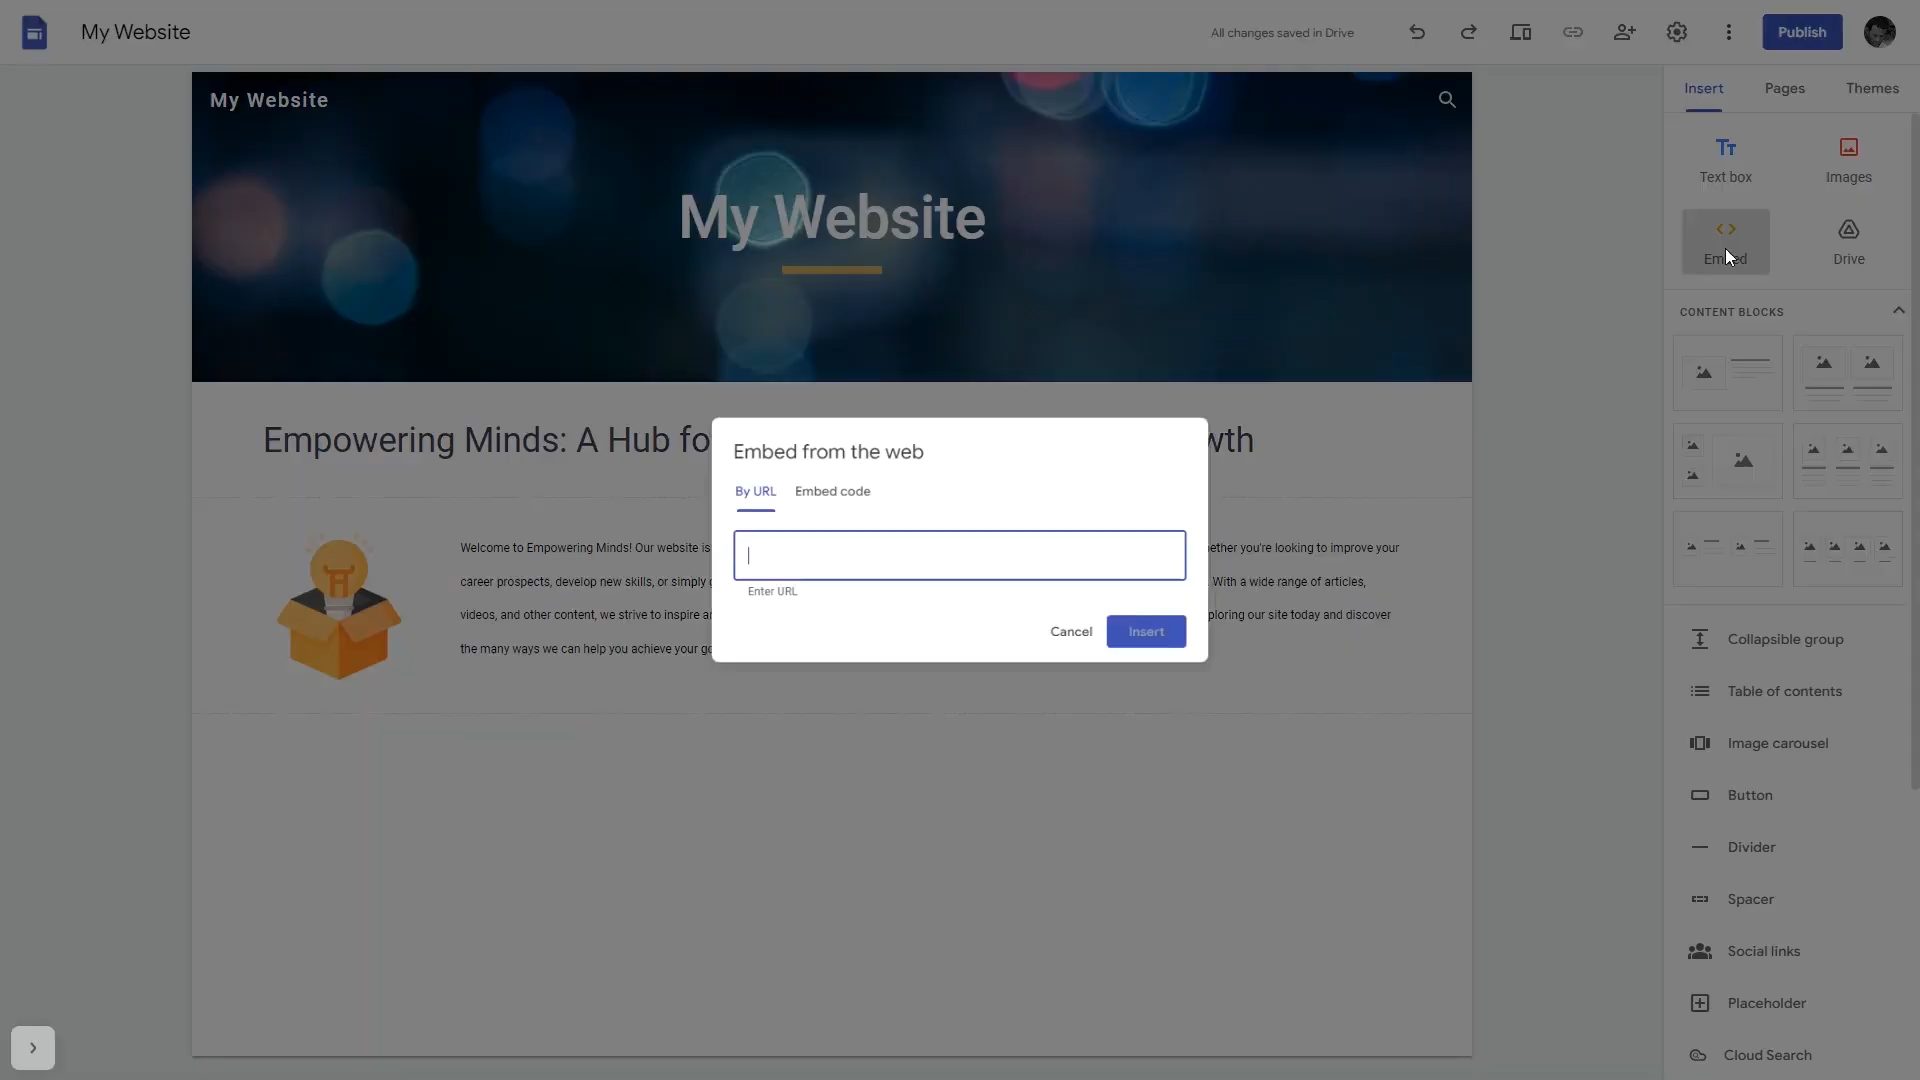 My Website
All changes saved in Drive
Publish
My Website
My Website
Insert
Pages
Themes
Text box
Images
Embed
Drive
CONTENT BLOCKS
Empowering Minds: A Hub fo
wth
Embed from the web
By URL
Embed code
Enter URL
Cancel
Insert
Welcome to Empowering Minds! Our website is
ether you're looking to improve your
career prospects, develop new skills, or simply
With a wide range of articles,
videos, and other content, we strive to inspire
ploring our site today and discover
the many ways we can help you achieve your
Collapsible group
Table of contents
Image carousel
Button
Divider
Spacer
Social links
Placeholder
Cloud Search